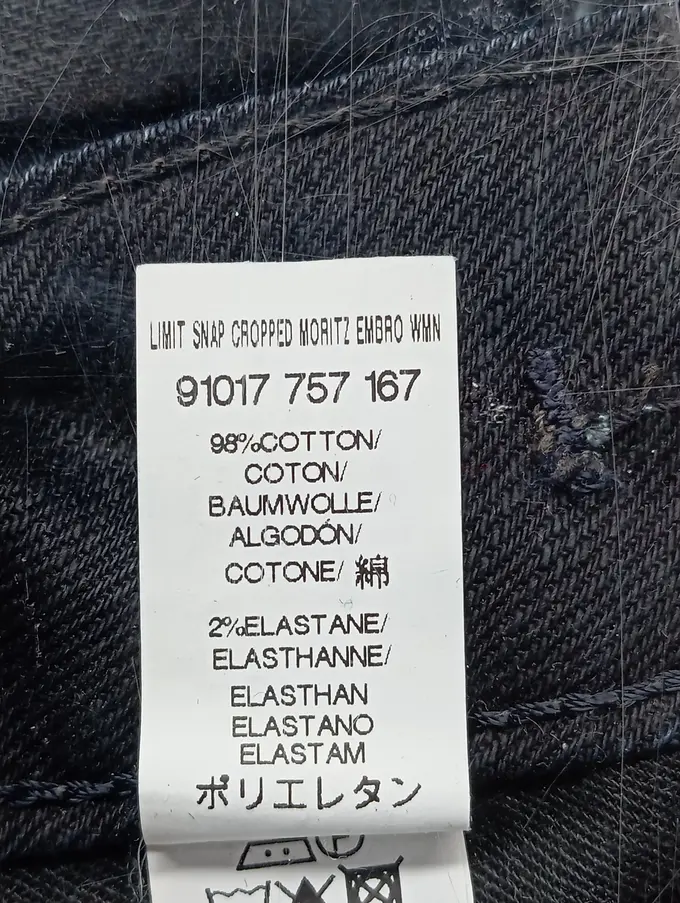 LIMIT SNAP CROPPED MORITZ EMBRO WMN
91017 757 167
98%COTTON/
COTON/
BAUMWOLLE/
ALGODÓN/
COTONE/ 綿
2%ELASTANE/
ELASTHANNE/
ELASTHAN
ELASTANO
ELASTAM
ポリエレタン